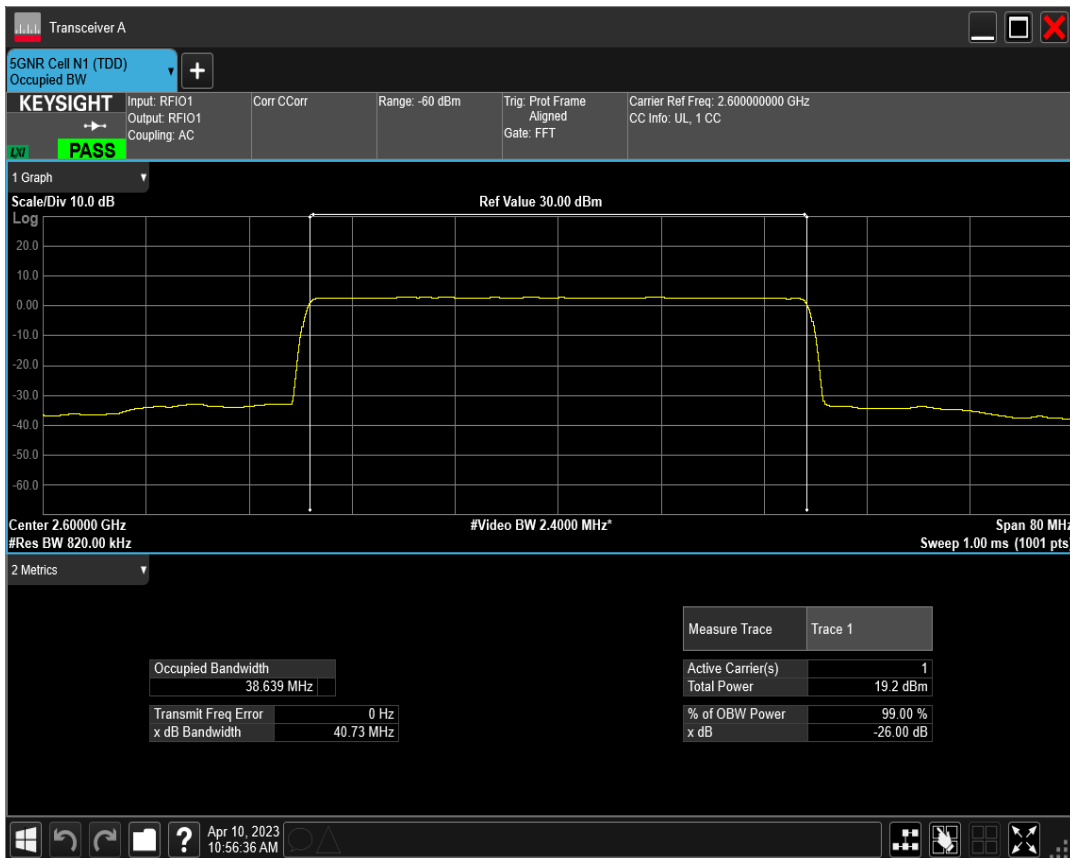 Transceiver A
5GNR Cell N1 (TDD)
Occupied BW
+
KEYSIGHT
LXI
PASS
Input: RFIO1
Output: RFIO1
Coupling: AC
Corr CCorr
Range: -60 dBm
Trig: Prot Frame
Aligned
Gate: FFT
Carrier Ref Freq: 2.600000000 GHz
CC Info: UL, 1 CC
1 Graph
Scale/Div 10.0 dB
Ref Value 30.00 dBm
Log
20.0
10.0
0.00
-10.0
-20.0
-30.0
-40.0
-50.0
-60.0
Center 2.60000 GHz
#Video BW 2.4000 MHz*
Span 80 MHz
#Res BW 820.00 kHz
Sweep 1.00 ms (1001 pts)
2 Metrics
Measure Trace Trace 1
Occupied Bandwidth
38.639 MHz
Active Carrier(s) 1
Total Power 19.2 dBm
Transmit Freq Error 0 Hz
x dB Bandwidth 40.73 MHz
% of OBW Power 99.00 %
x dB -26.00 dB
?
Apr 10, 2023
10:56:36 AM